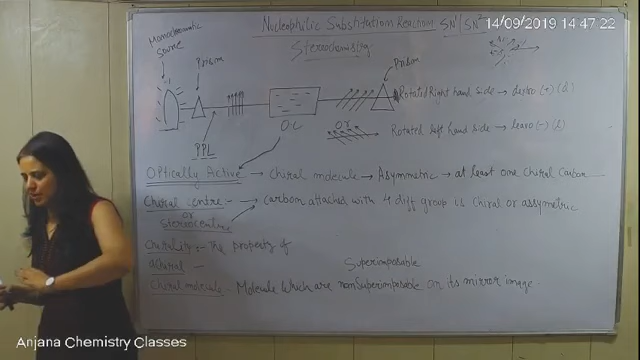 Nucleophilic Substitution Reaction SN1 / SN2
14/09/2019 14:47:22
Stereochemistry
Monochromatic
Source
Prism
Prism
Rotated Right hand side → dextro (+) (d)
Or
Rotated left hand side → leavo (-) (l)
PPL
O.C
Optically Active → chiral molecule → Asymmetric → at least one chiral Carbon
Chiral centre - → carbon attached with 4 diff group is chiral or assymetric
or
Stereocentre
Chirality :- The property of
Achiral -
Superimposable
Chiral molecule - Molecule which are nonSuperimposable on its mirror image.
Anjana Chemistry Classes